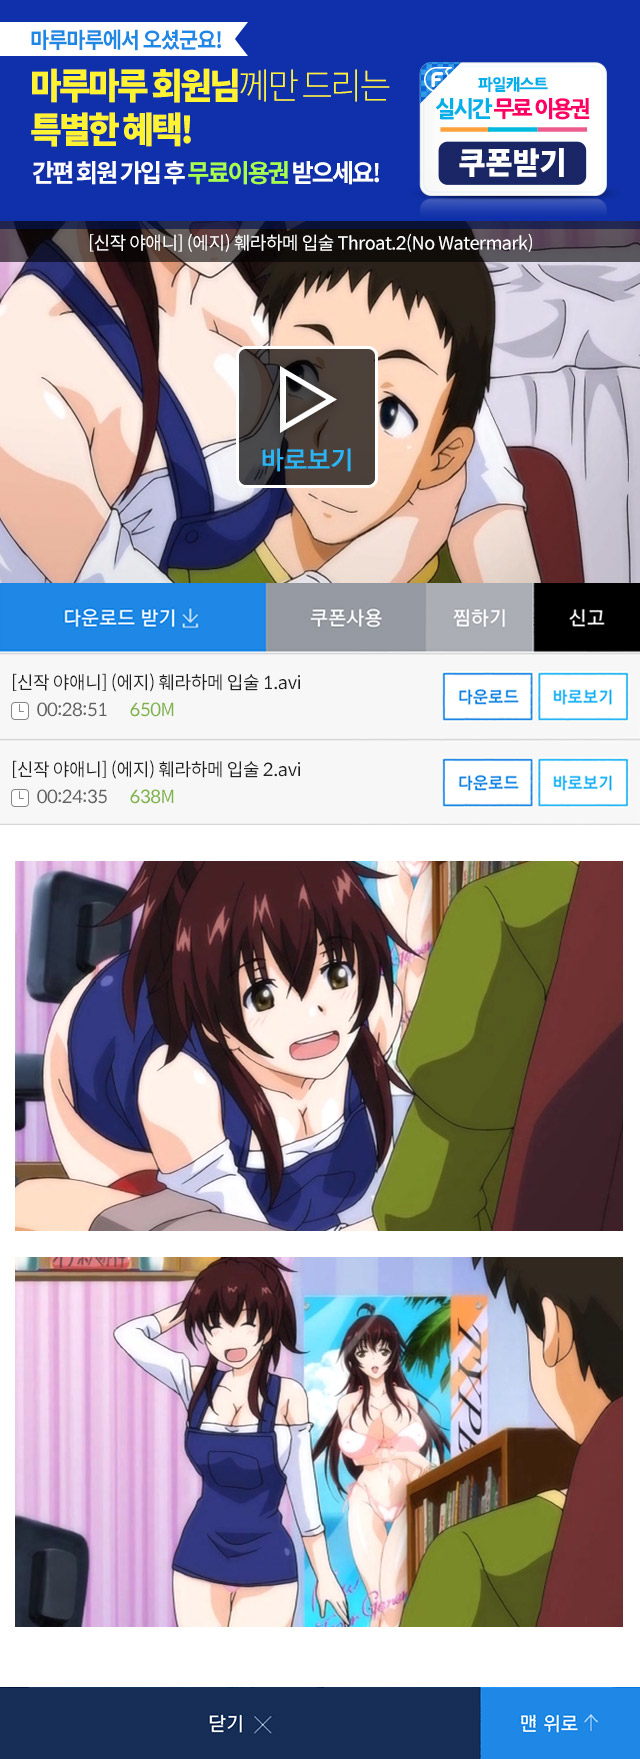 마루마루에서 오셨군요!
마루마루 회원님께만 드리는
특별한 혜택!
간편 회원 가입 후 무료이용권 받으세요!
파일캐스트
실시간 무료 이용권
쿠폰받기
[신작 야애니] (에지) 훼라하메 입술 Throat.2(No Watermark)
바로보기
다운로드 받기
쿠폰사용
찜하기
신고
[신작 야애니] (에지) 훼라하메 입술 1.avi
00:28:51 650M
다운로드
바로보기
[신작 야애니] (에지) 훼라하메 입술 2.avi
00:24:35 638M
다운로드
바로보기
TYPE
닫기
맨 위로